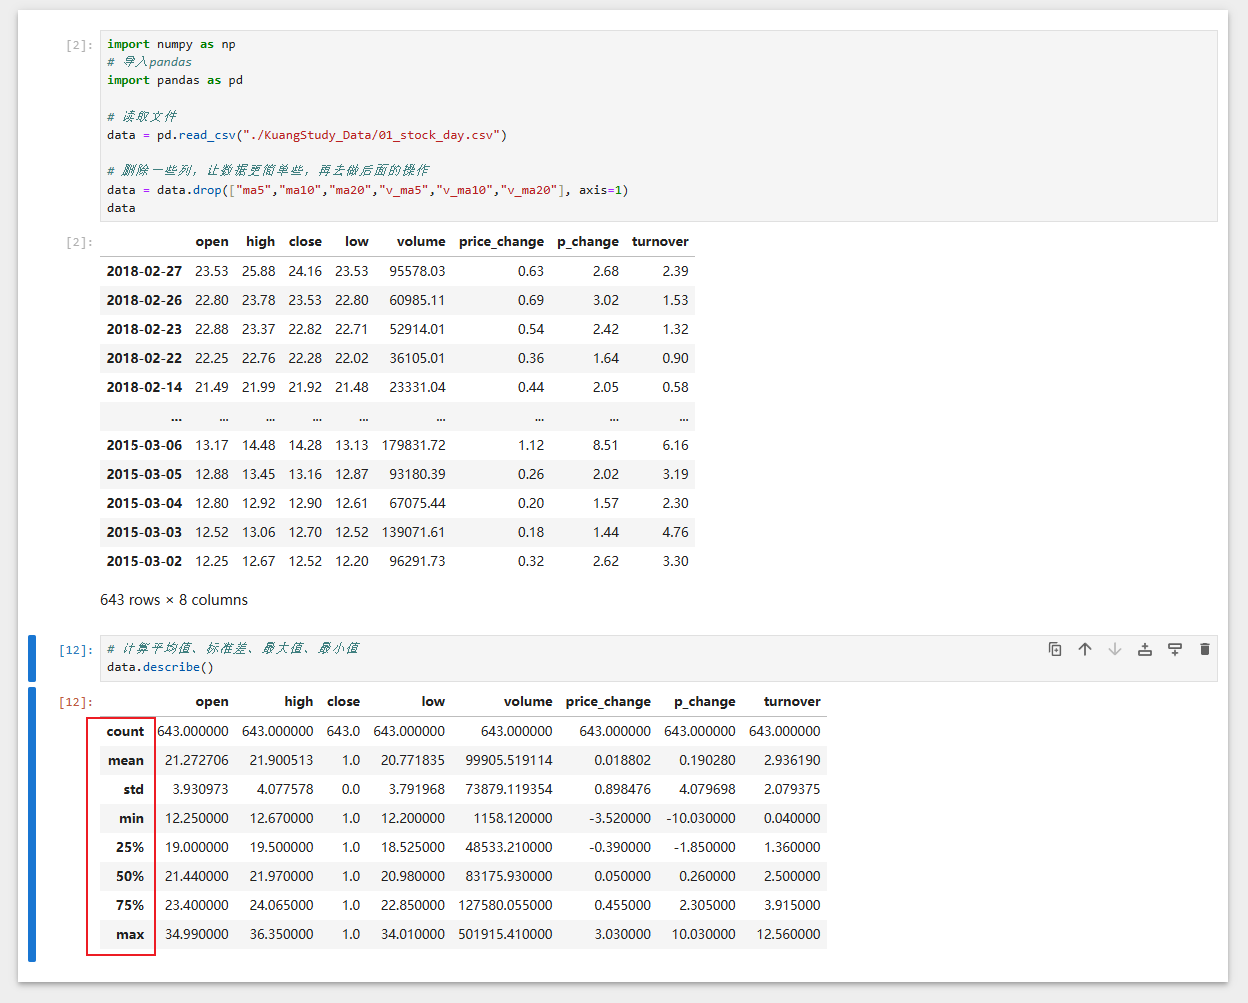 [2]: import numpy as np
# 导入pandas
import pandas as pd
# 读取文件
data = pd.read_csv("./KuangStudy_Data/01_stock_day.csv")
# 删除一些列，让数据更简单些，再去做后面的操作
data = data.drop(["ma5","ma10","ma20","v_ma5","v_ma10","v_ma20"], axis=1)
data
[2]: open high close low volume price_change p_change turnover
2018-02-27 23.53 25.88 24.16 23.53 95578.03 0.63 2.68 2.39
2018-02-26 22.80 23.78 23.53 22.80 60985.11 0.69 3.02 1.53
2018-02-23 22.88 23.37 22.82 22.71 52914.01 0.54 2.42 1.32
2018-02-22 22.25 22.76 22.28 22.02 36105.01 0.36 1.64 0.90
2018-02-14 21.49 21.99 21.92 21.48 23331.04 0.44 2.05 0.58
... ... ... ... ... ... ... ... ...
2015-03-06 13.17 14.48 14.28 13.13 179831.72 1.12 8.51 6.16
2015-03-05 12.88 13.45 13.16 12.87 93180.39 0.26 2.02 3.19
2015-03-04 12.80 12.92 12.90 12.61 67075.44 0.20 1.57 2.30
2015-03-03 12.52 13.06 12.70 12.52 139071.61 0.18 1.44 4.76
2015-03-02 12.25 12.67 12.52 12.20 96291.73 0.32 2.62 3.30
643 rows × 8 columns
[12]: # 计算平均值、标准差、最大值、最小值
data.describe()
[12]: open high close low volume price_change p_change turnover
count 643.000000 643.000000 643.0 643.000000 643.000000 643.000000 643.000000 643.000000
mean 21.272706 21.900513 1.0 20.771835 99905.519114 0.018802 0.190280 2.936190
std 3.930973 4.077578 0.0 3.791968 73879.119354 0.898476 4.079698 2.079375
min 12.250000 12.670000 1.0 12.200000 1158.120000 -3.520000 -10.030000 0.040000
25% 19.000000 19.500000 1.0 18.525000 48533.210000 -0.390000 -1.850000 1.360000
50% 21.440000 21.970000 1.0 20.980000 83175.930000 0.050000 0.260000 2.500000
75% 23.400000 24.065000 1.0 22.850000 127580.055000 0.455000 2.305000 3.915000
max 34.990000 36.350000 1.0 34.010000 501915.410000 3.030000 10.030000 12.560000